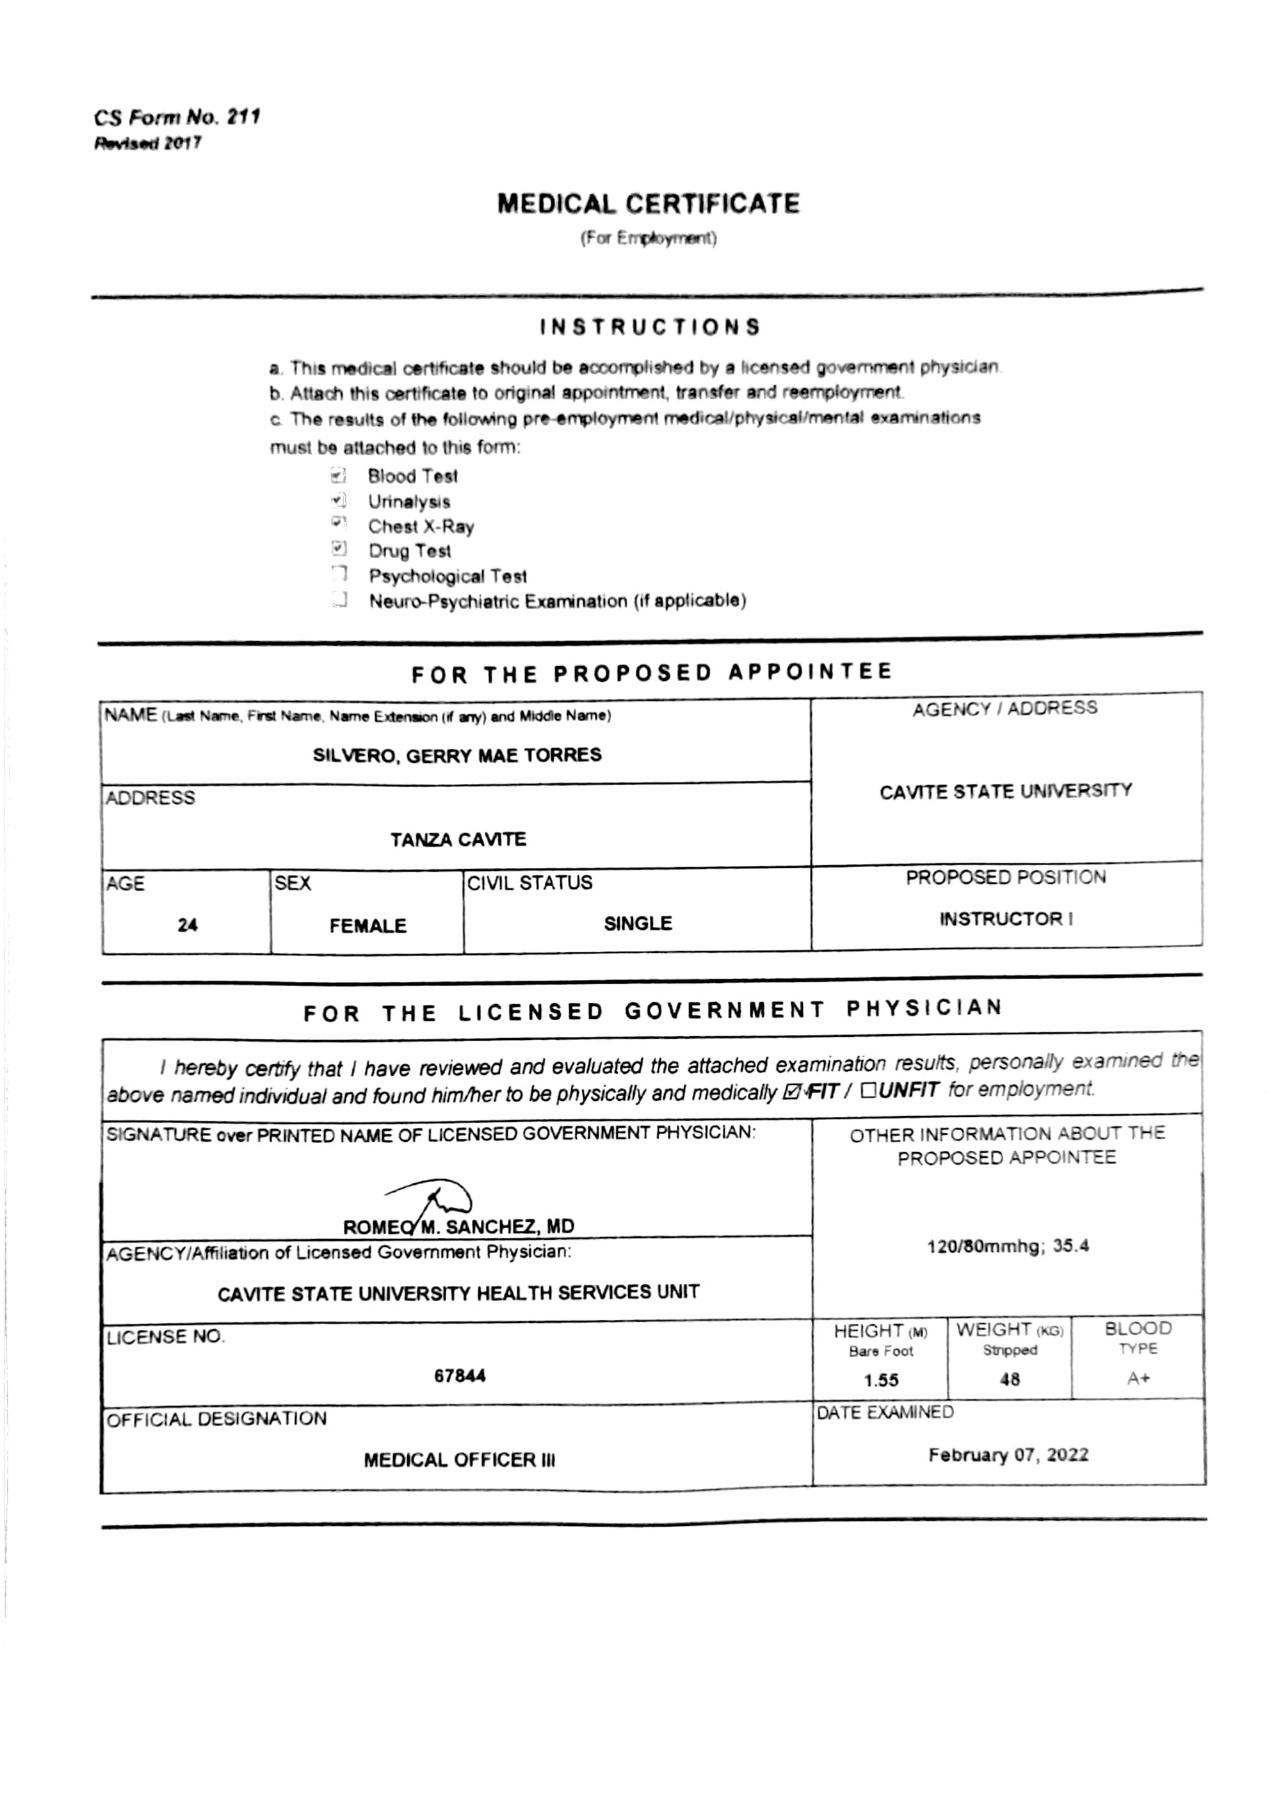 CS Form No. 211
Revised 2017
MEDICAL CERTIFICATE
(For Employment)
INSTRUCTIONS
a. This medical certificate should be accomplished by a licensed government physician.
b. Attach this certificate to original appointment, transfer and reemployment.
c. The results of the following pre-employment medical/physical/mental examinations
must be attached to this form:
☑ Blood Test
☑ Urinalysis
☑ Chest X-Ray
☑ Drug Test
☐ Psychological Test
☐ Neuro-Psychiatric Examination (if applicable)
FOR THE PROPOSED APPOINTEE
NAME (Last Name, First Name, Name Extension (if any) and Middle Name)
SILVERO, GERRY MAE TORRES
AGENCY / ADDRESS
CAVITE STATE UNIVERSITY
ADDRESS
TANZA CAVITE
AGE
24
SEX
FEMALE
CIVIL STATUS
SINGLE
PROPOSED POSITION
INSTRUCTOR I
FOR THE LICENSED GOVERNMENT PHYSICIAN
I hereby certify that I have reviewed and evaluated the attached examination results, personally examined the
above named individual and found him/her to be physically and medically ☑FIT / ☐UNFIT for employment.
SIGNATURE over PRINTED NAME OF LICENSED GOVERNMENT PHYSICIAN:
ROMEO M. SANCHEZ, MD
OTHER INFORMATION ABOUT THE
PROPOSED APPOINTEE
120/80mmhg; 35.4
AGENCY/Affiliation of Licensed Government Physician:
CAVITE STATE UNIVERSITY HEALTH SERVICES UNIT
LICENSE NO.
67844
HEIGHT (M)
Bare Foot
1.55
WEIGHT (KG)
Stripped
48
BLOOD
TYPE
A+
OFFICIAL DESIGNATION
MEDICAL OFFICER III
DATE EXAMINED
February 07, 2022